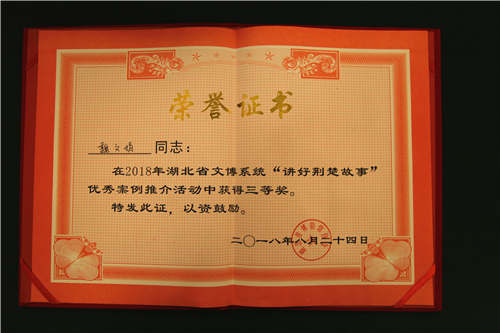 荣誉证书
魏文娟 同志：
在2018年湖北省文博系统“讲好荆楚故事”
优秀案例推介活动中获得三等奖。
特发此证，以资鼓励。
二〇一八年八月二十四日